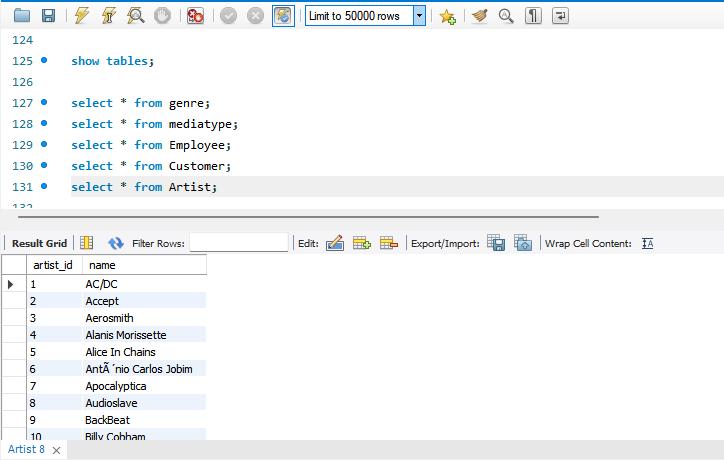 Limit to 50000 rows
124
125 show tables;
126
127 select * from genre;
128 select * from mediatype;
129 select * from Employee;
130 select * from Customer;
131 select * from Artist;
132
Result Grid Filter Rows: Edit: Export/Import: Wrap Cell Content:
artist_id name
1 AC/DC
2 Accept
3 Aerosmith
4 Alanis Morissette
5 Alice In Chains
6 AntÃ´nio Carlos Jobim
7 Apocalyptica
8 Audioslave
9 BackBeat
10 Billy Cobham
Artist 8